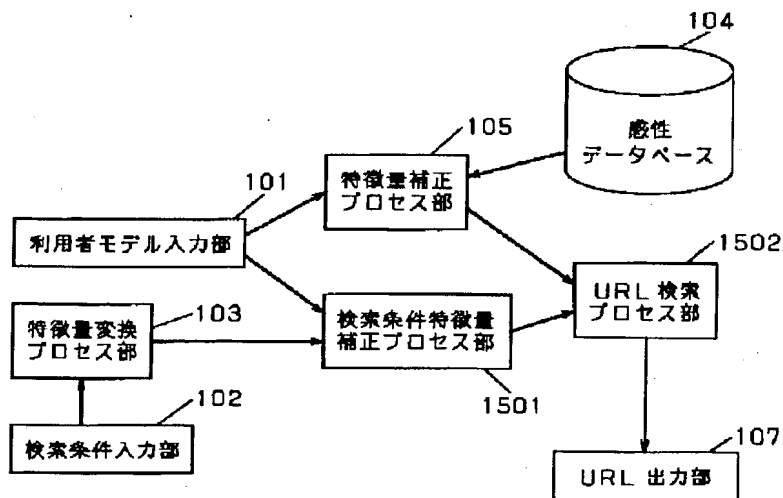 104
感性
データベース
105
特徴量補正
プロセス部
101
利用者モデル入力部
1502
URL 検索
プロセス部
103
特徴量変換
プロセス部
検索条件特徴量
補正プロセス部
1501
102
検索条件入力部
107
URL 出力部